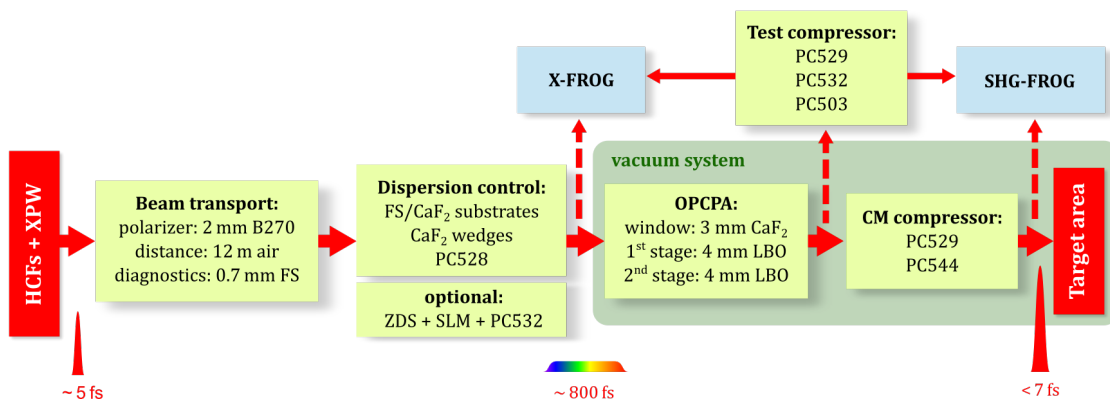 Test compressor:
PC529
PC532
PC503
X-FROG
SHG-FROG
vacuum system
HCFs + XPW
Beam transport:
polarizer: 2 mm B270
distance: 12 m air
diagnostics: 0.7 mm FS
Dispersion control:
FS/CaF₂ substrates
CaF₂ wedges
PC528
optional:
ZDS + SLM + PC532
OPCPA:
window: 3 mm CaF₂
1st stage: 4 mm LBO
2nd stage: 4 mm LBO
CM compressor:
PC529
PC544
Target area
~ 5 fs
~ 800 fs
< 7 fs